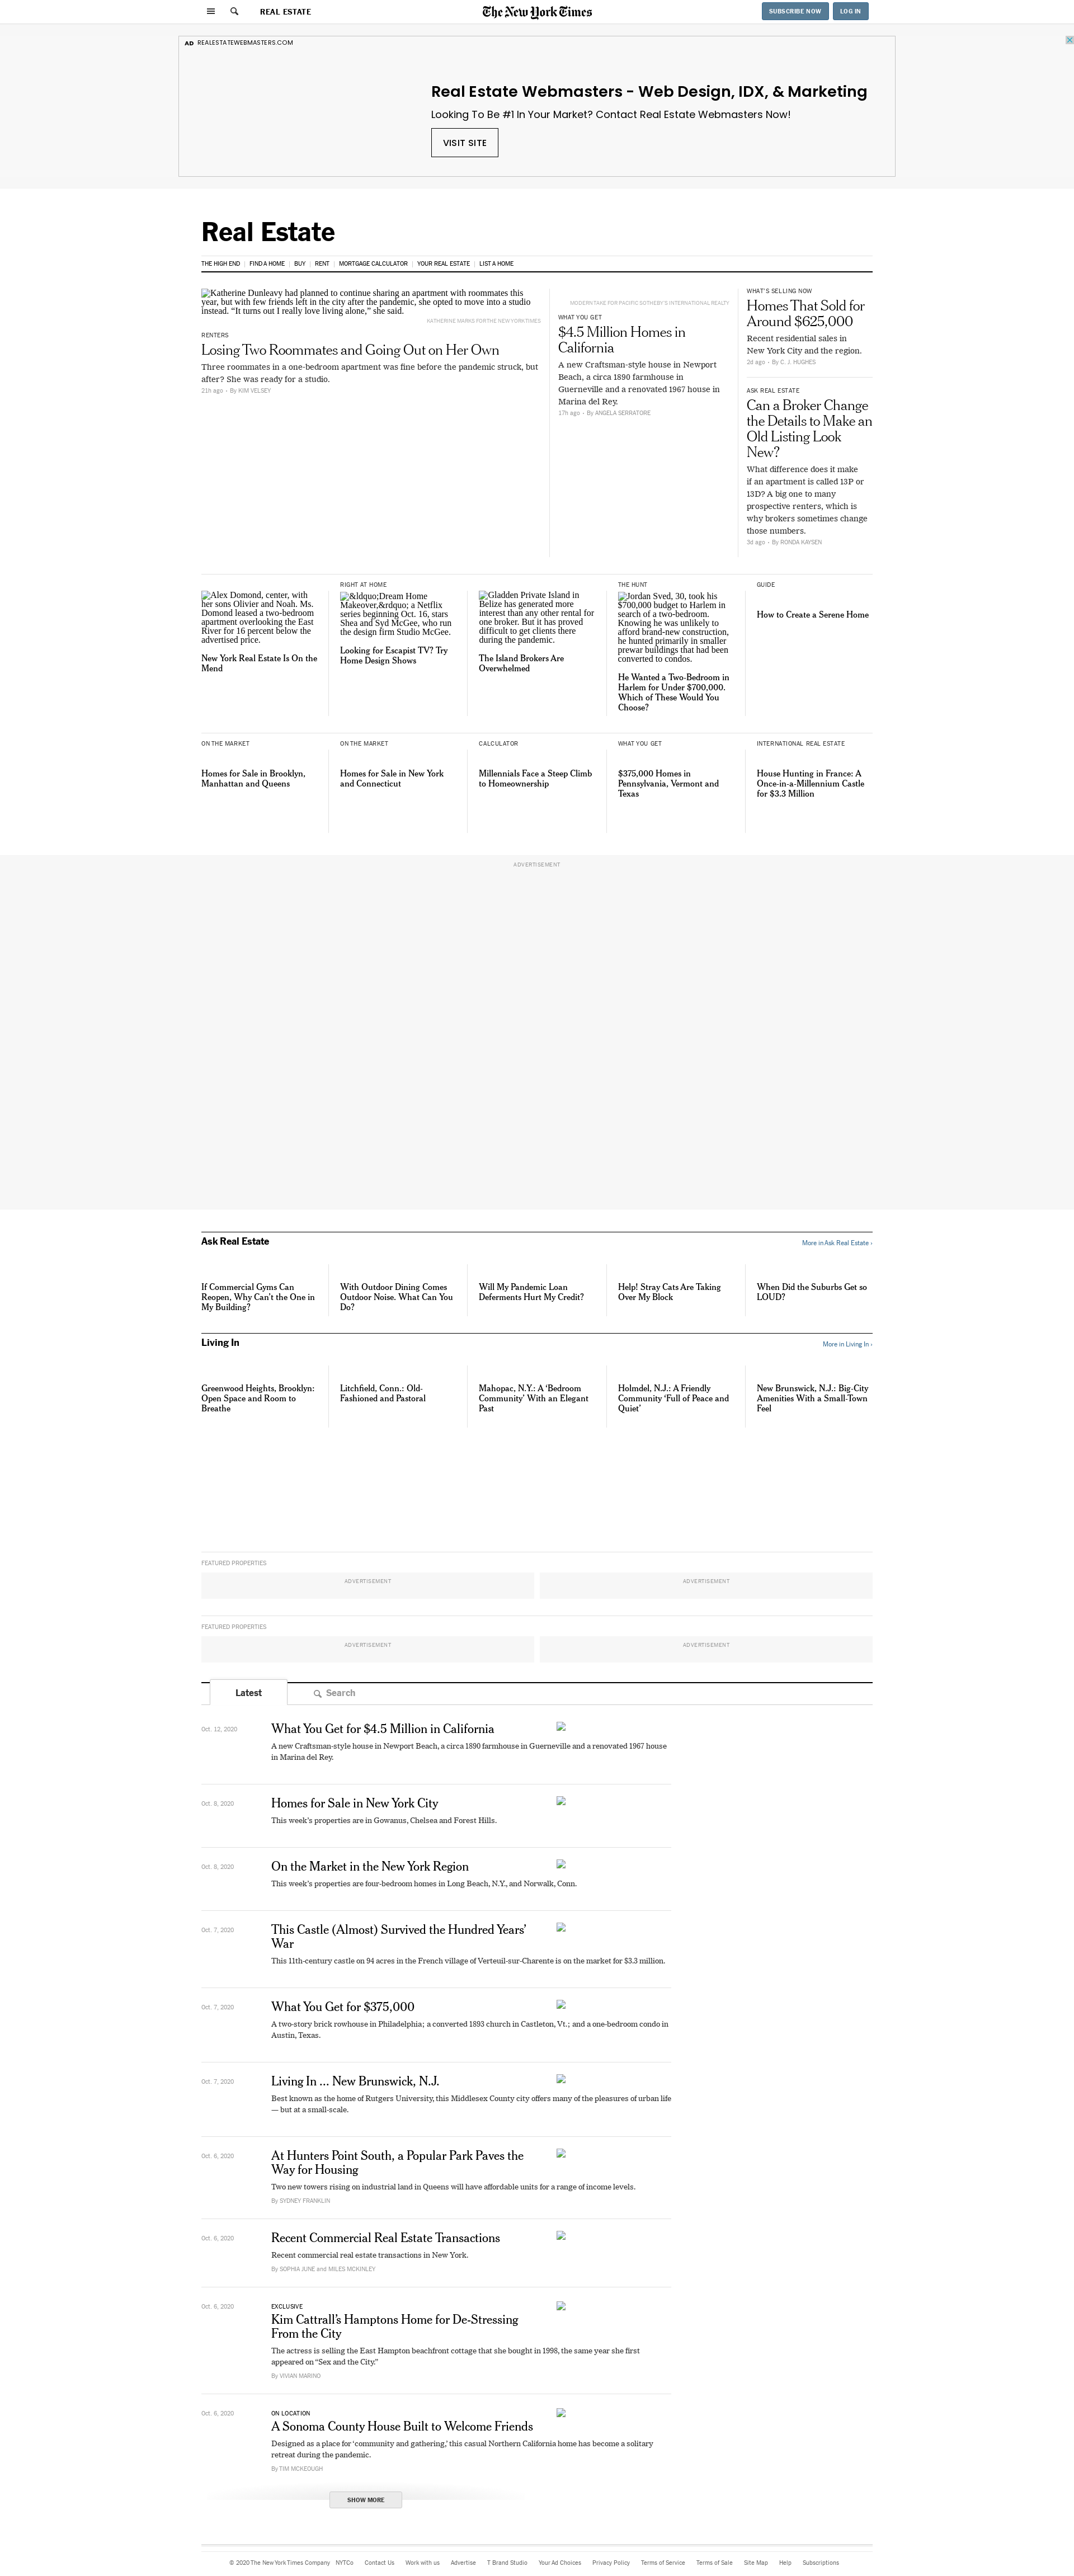 REAL ESTATE
The New York Times
SUBSCRIBE NOW
LOG IN
AD REALESTATEWEBMASTERS.COM
Real Estate Webmasters - Web Design, IDX, & Marketing
Looking To Be #1 In Your Market? Contact Real Estate Webmasters Now!
VISIT SITE
Real Estate
THE HIGH END | FIND A HOME | BUY | RENT | MORTGAGE CALCULATOR | YOUR REAL ESTATE | LIST A HOME
Katherine Dunleavy had planned to continue sharing an apartment with roommates this
year, but with few friends left in the city after the pandemic, she opted to move into a studio
instead. “It turns out I really love living alone,” she said.
KATHERINE MARKS FOR THE NEW YORK TIMES
RENTERS
Losing Two Roommates and Going Out on Her Own
Three roommates in a one-bedroom apartment was fine before the pandemic struck, but
after? She was ready for a studio.
21h ago · By KIM VELSEY
MODERN TAKE FOR PACIFIC SOTHEBY'S INTERNATIONAL REALTY
WHAT YOU GET
$4.5 Million Homes in
California
A new Craftsman-style house in Newport
Beach, a circa 1890 farmhouse in
Guerneville and a renovated 1967 house in
Marina del Rey.
17h ago · By ANGELA SERRATORE
WHAT'S SELLING NOW
Homes That Sold for
Around $625,000
Recent residential sales in
New York City and the region.
2d ago · By C. J. HUGHES
ASK REAL ESTATE
Can a Broker Change
the Details to Make an
Old Listing Look
New?
What difference does it make
if an apartment is called 13P or
13D? A big one to many
prospective renters, which is
why brokers sometimes change
those numbers.
3d ago · By RONDA KAYSEN
Alex Domond, center, with
her sons Olivier and Noah. Ms.
Domond leased a two-bedroom
apartment overlooking the East
River for 16 percent below the
advertised price.
New York Real Estate Is On the
Mend
RIGHT AT HOME
&ldquo;Dream Home
Makeover,&rdquo; a Netflix
series beginning Oct. 16, stars
Shea and Syd McGee, who run
the design firm Studio McGee.
Looking for Escapist TV? Try
Home Design Shows
Gladden Private Island in
Belize has generated more
interest than any other rental for
one broker. But it has proved
difficult to get clients there
during the pandemic.
The Island Brokers Are
Overwhelmed
THE HUNT
Jordan Sved, 30, took his
$700,000 budget to Harlem in
search of a two-bedroom.
Knowing he was unlikely to
afford brand-new construction,
he hunted primarily in smaller
prewar buildings that had been
converted to condos.
He Wanted a Two-Bedroom in
Harlem for Under $700,000.
Which of These Would You
Choose?
GUIDE
How to Create a Serene Home
ON THE MARKET
Homes for Sale in Brooklyn,
Manhattan and Queens
ON THE MARKET
Homes for Sale in New York
and Connecticut
CALCULATOR
Millennials Face a Steep Climb
to Homeownership
WHAT YOU GET
$375,000 Homes in
Pennsylvania, Vermont and
Texas
INTERNATIONAL REAL ESTATE
House Hunting in France: A
Once-in-a-Millennium Castle
for $3.3 Million
ADVERTISEMENT
Ask Real Estate
More in Ask Real Estate ›
If Commercial Gyms Can
Reopen, Why Can't the One in
My Building?
With Outdoor Dining Comes
Outdoor Noise. What Can You
Do?
Will My Pandemic Loan
Deferments Hurt My Credit?
Help! Stray Cats Are Taking
Over My Block
When Did the Suburbs Get so
LOUD?
Living In
More in Living In ›
Greenwood Heights, Brooklyn:
Open Space and Room to
Breathe
Litchfield, Conn.: Old-
Fashioned and Pastoral
Mahopac, N.Y.: A ‘Bedroom
Community’ With an Elegant
Past
Holmdel, N.J.: A Friendly
Community ‘Full of Peace and
Quiet’
New Brunswick, N.J.: Big-City
Amenities With a Small-Town
Feel
FEATURED PROPERTIES
ADVERTISEMENT
ADVERTISEMENT
FEATURED PROPERTIES
ADVERTISEMENT
ADVERTISEMENT
Latest
Search
Oct. 12, 2020
What You Get for $4.5 Million in California
A new Craftsman-style house in Newport Beach, a circa 1890 farmhouse in Guerneville and a renovated 1967 house
in Marina del Rey.
Oct. 8, 2020
Homes for Sale in New York City
This week's properties are in Gowanus, Chelsea and Forest Hills.
Oct. 8, 2020
On the Market in the New York Region
This week's properties are four-bedroom homes in Long Beach, N.Y., and Norwalk, Conn.
Oct. 7, 2020
This Castle (Almost) Survived the Hundred Years’
War
This 11th-century castle on 94 acres in the French village of Verteuil-sur-Charente is on the market for $3.3 million.
Oct. 7, 2020
What You Get for $375,000
A two-story brick rowhouse in Philadelphia; a converted 1893 church in Castleton, Vt.; and a one-bedroom condo in
Austin, Texas.
Oct. 7, 2020
Living In ... New Brunswick, N.J.
Best known as the home of Rutgers University, this Middlesex County city offers many of the pleasures of urban life
— but at a small-scale.
Oct. 6, 2020
At Hunters Point South, a Popular Park Paves the
Way for Housing
Two new towers rising on industrial land in Queens will have affordable units for a range of income levels.
By SYDNEY FRANKLIN
Oct. 6, 2020
Recent Commercial Real Estate Transactions
Recent commercial real estate transactions in New York.
By SOPHIA JUNE and MILES MCKINLEY
Oct. 6, 2020
EXCLUSIVE
Kim Cattrall’s Hamptons Home for De-Stressing
From the City
The actress is selling the East Hampton beachfront cottage that she bought in 1998, the same year she first
appeared on “Sex and the City.”
By VIVIAN MARINO
Oct. 6, 2020
ON LOCATION
A Sonoma County House Built to Welcome Friends
Designed as a place for ‘community and gathering,’ this casual Northern California home has become a solitary
retreat during the pandemic.
By TIM MCKEOUGH
SHOW MORE
© 2020 The New York Times Company NYTCo Contact Us Work with us Advertise T Brand Studio Your Ad Choices Privacy Policy Terms of Service Terms of Sale Site Map Help Subscriptions